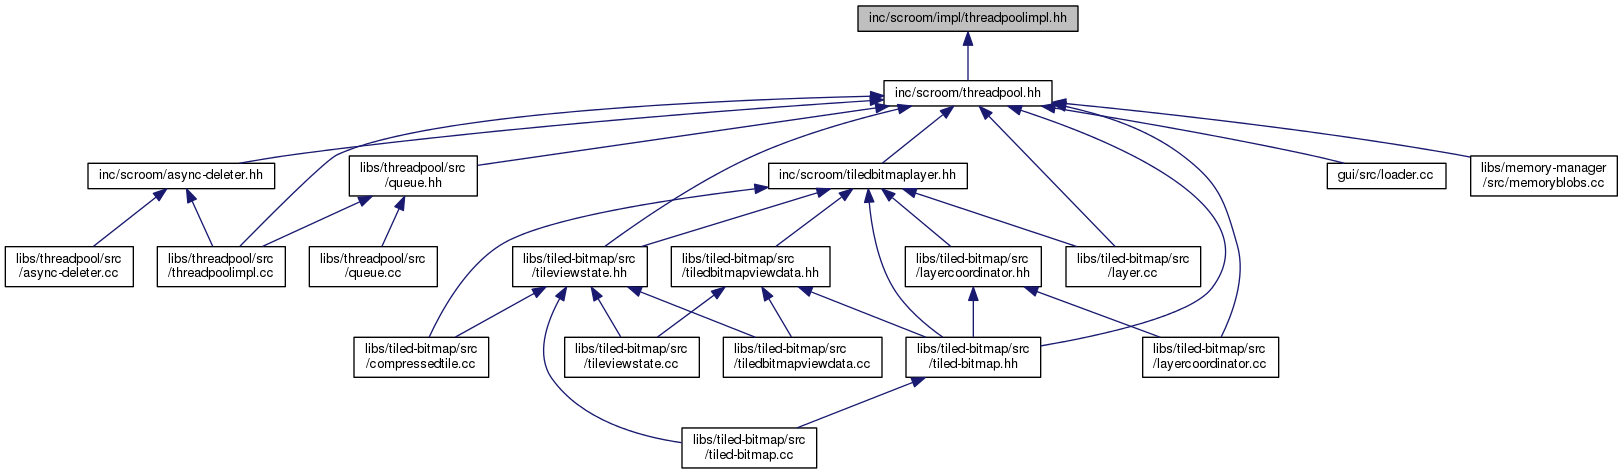 inc/scroom/impl/threadpoolimpl.hh
inc/scroom/threadpool.hh
inc/scroom/async-deleter.hh
libs/threadpool/src
/queue.hh
inc/scroom/tiledbitmaplayer.hh
gui/src/loader.cc
libs/memory-manager
/src/memoryblobs.cc
libs/threadpool/src
/async-deleter.cc
libs/threadpool/src
/threadpoolimpl.cc
libs/threadpool/src
/queue.cc
libs/tiled-bitmap/src
/tileviewstate.hh
libs/tiled-bitmap/src
/tiledbitmapviewdata.hh
libs/tiled-bitmap/src
/layercoordinator.hh
libs/tiled-bitmap/src
/layer.cc
libs/tiled-bitmap/src
/compressedtile.cc
libs/tiled-bitmap/src
/tileviewstate.cc
libs/tiled-bitmap/src
/tiledbitmapviewdata.cc
libs/tiled-bitmap/src
/tiled-bitmap.hh
libs/tiled-bitmap/src
/layercoordinator.cc
libs/tiled-bitmap/src
/tiled-bitmap.cc